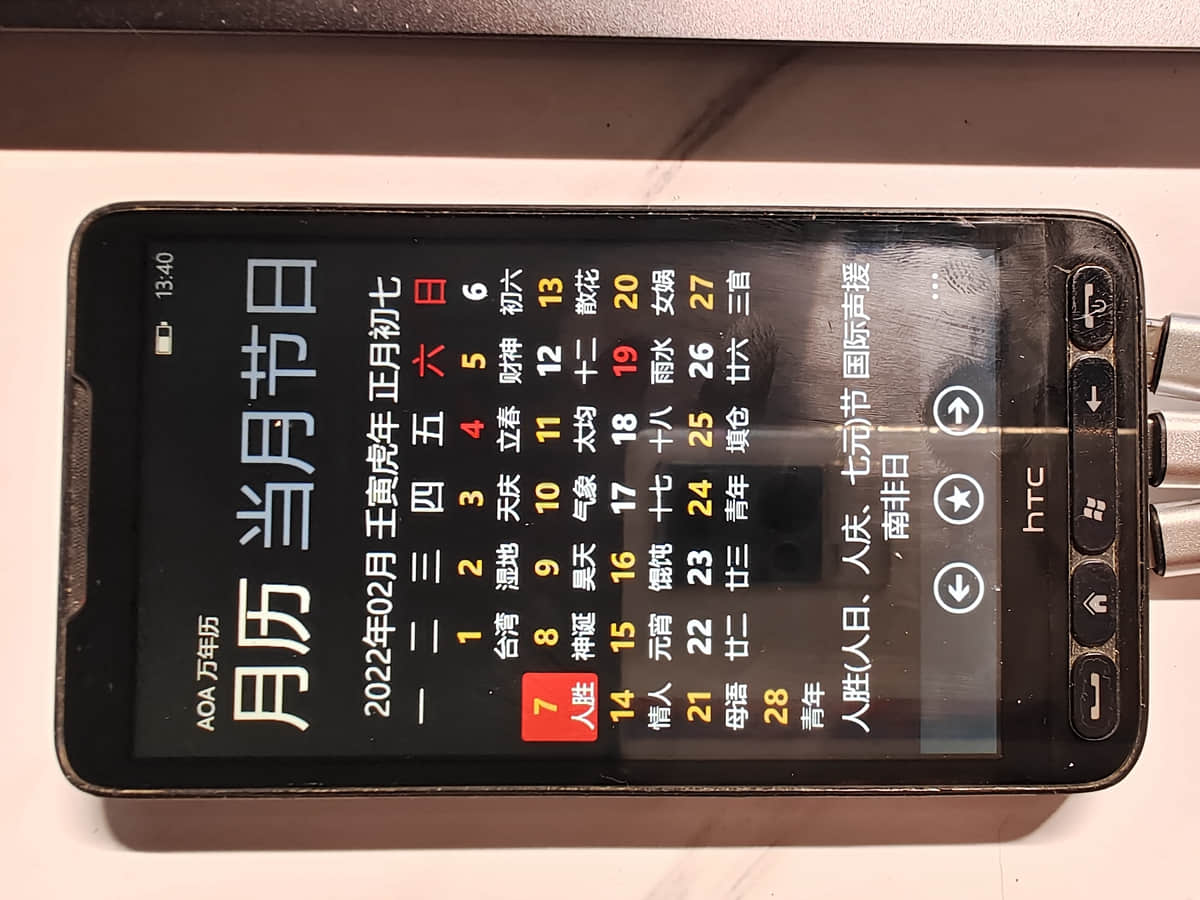 13:40
AOA 万年历
月历 当月节日
2022年02月 壬寅虎年 正月初七
一 二 三 四 五 六 日
1 2 3 4 5 6
台湾 湿地 天庆 立春 财神 初六
7 8 9 10 11 12 13
人胜 神诞 昊天 气象 太均 十二 散花
14 15 16 17 18 19 20
情人 元宵 馄饨 十七 十八 雨水 女娲
21 22 23 24 25 26 27
母语 廿二 廿三 青年 填仓 廿六 三官
28
青年
人胜(人日、人庆、七元)节 国际声援
南非日
hTC